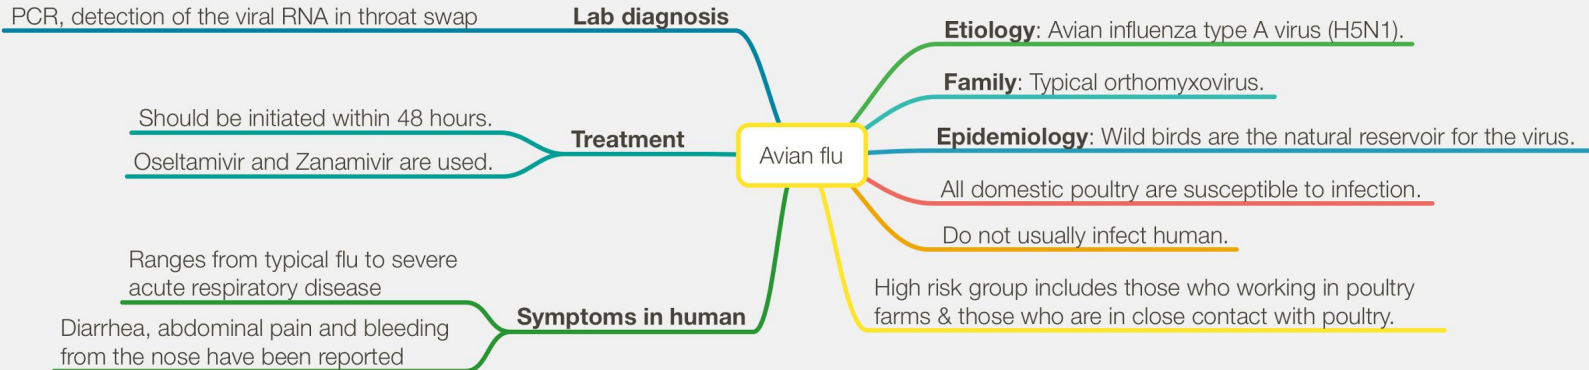 PCR, detection of the viral RNA in throat swap
Lab diagnosis
Should be initiated within 48 hours.
Oseltamivir and Zanamivir are used.
Treatment
Ranges from typical flu to severe
acute respiratory disease
Diarrhea, abdominal pain and bleeding
from the nose have been reported
Symptoms in human
Avian flu
Etiology: Avian influenza type A virus (H5N1).
Family: Typical orthomyxovirus.
Epidemiology: Wild birds are the natural reservoir for the virus.
All domestic poultry are susceptible to infection.
Do not usually infect human.
High risk group includes those who working in poultry
farms & those who are in close contact with poultry.